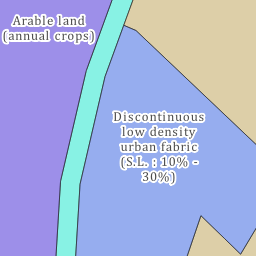 Arable land
(annual crops)
Discontinuous
low density
urban fabric
(S.L. : 10% -
30%)